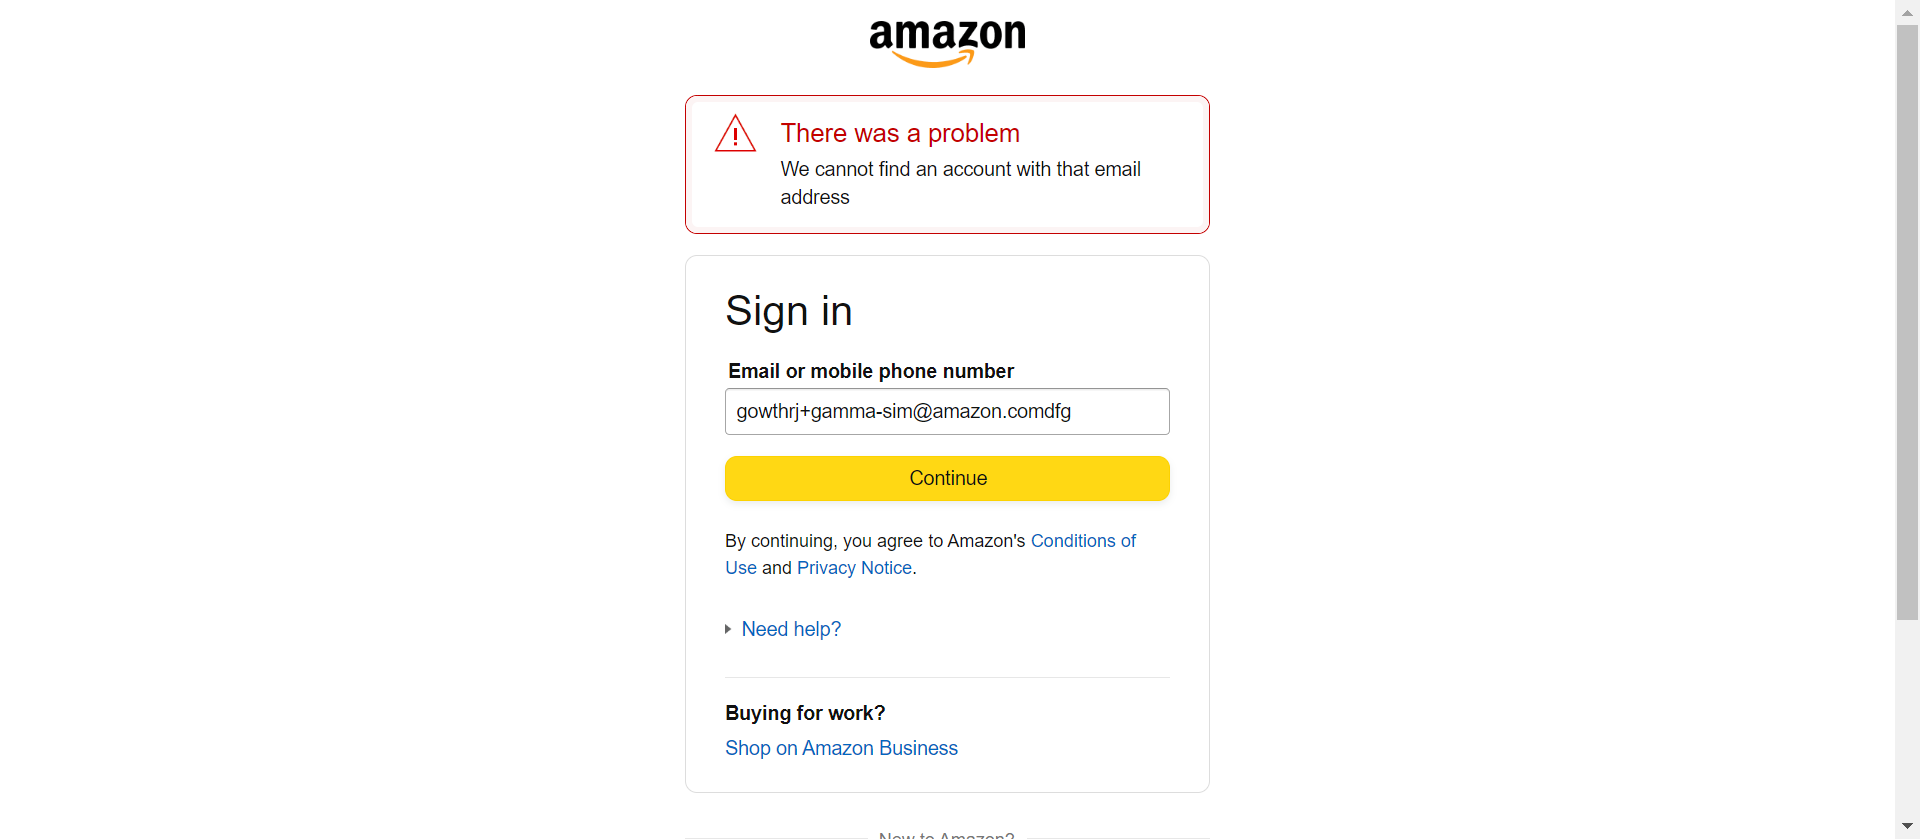 amazon
There was a problem
We cannot find an account with that email
address
Sign in
Email or mobile phone number
gowthrj+gamma-sim@amazon.comdfg
Continue
By continuing, you agree to Amazon's Conditions of
Use and Privacy Notice.
Need help?
Buying for work?
Shop on Amazon Business
New to Amazon?